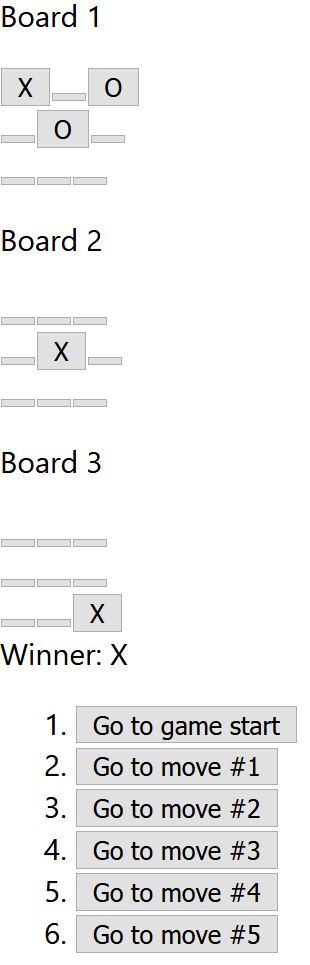 Board 1
X O
O
Board 2
X
Board 3
X
Winner: X
1. Go to game start
2. Go to move #1
3. Go to move #2
4. Go to move #3
5. Go to move #4
6. Go to move #5